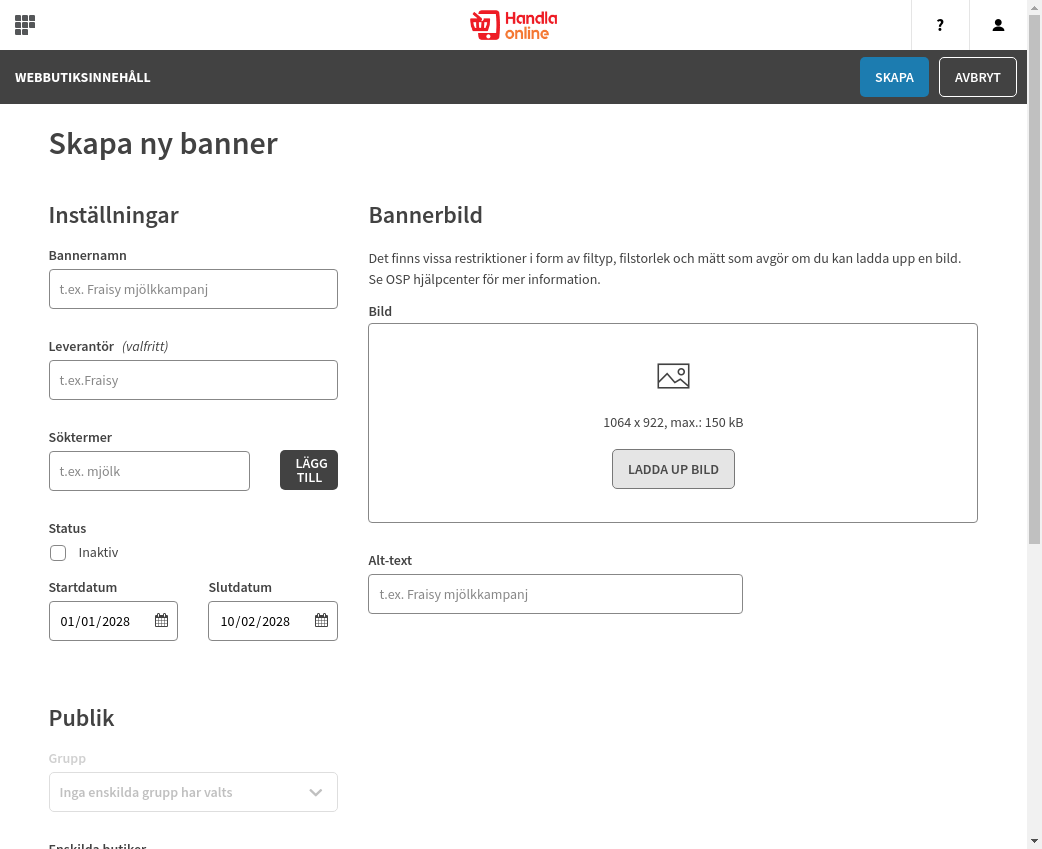 Handla
online
?
WEBBUTIKSINNEHÅLL
SKAPA
AVBRYT
Skapa ny banner
Inställningar
Bannernamn
t.ex. Fraisy mjölkkampanj
Leverantör (valfritt)
t.ex.Fraisy
Söktermer
t.ex. mjölk
LÄGG
TILL
Status
Inaktiv
Startdatum
Slutdatum
01/01/2028
10/02/2028
Bannerbild
Det finns vissa restriktioner i form av filtyp, filstorlek och mått som avgör om du kan ladda upp en bild.
Se OSP hjälpcenter för mer information.
Bild
1064 x 922, max.: 150 kB
LADDA UP BILD
Alt-text
t.ex. Fraisy mjölkkampanj
Publik
Grupp
Inga enskilda grupp har valts
Enskilda butiker